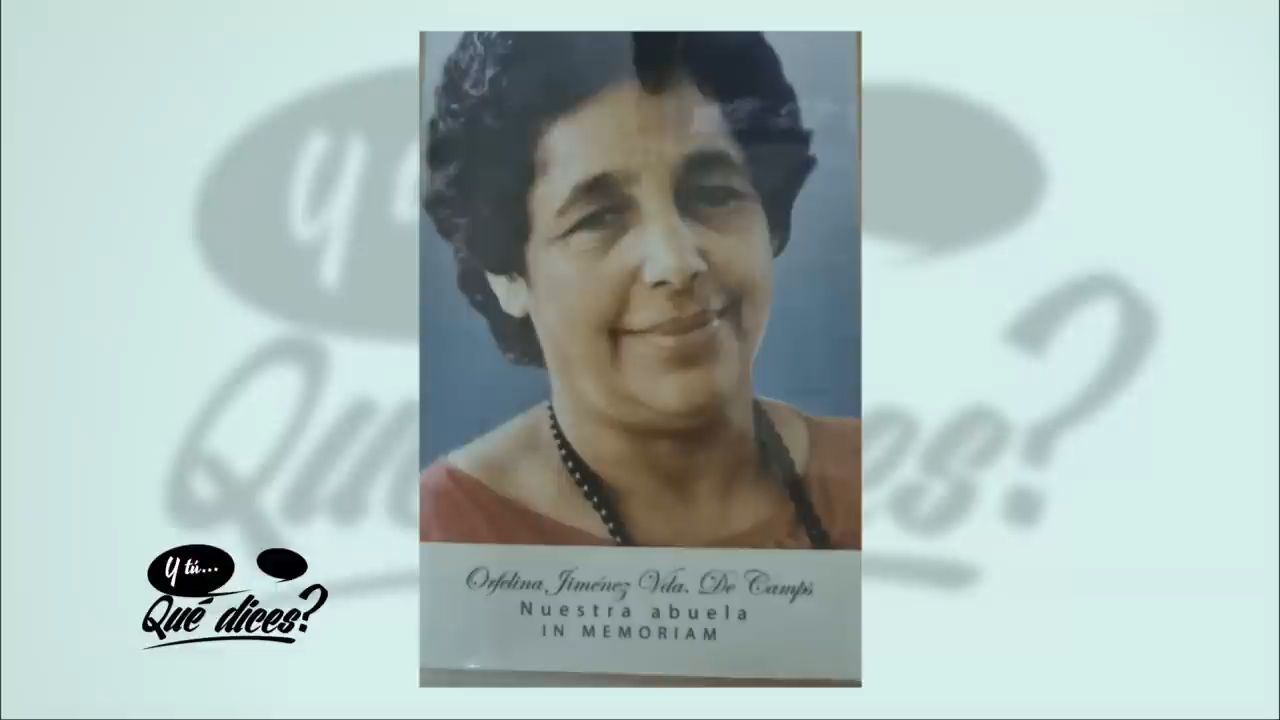 Y tú...
Qué dices?
Orfelina Jiménez Vda. De Camps
Nuestra abuela
IN MEMORIAM